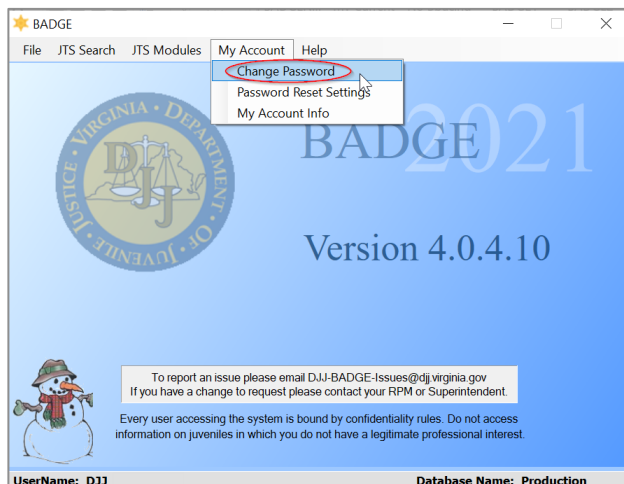 BADGE
File JTS Search JTS Modules My Account Help
Change Password
Password Reset Settings
My Account Info
VIRGINIA • DEPARTMENT • OF JUVENILE • JUSTICE
DJJ
BADGE 2021
Version 4.0.4.10
To report an issue please email DJJ-BADGE-Issues@djj.virginia.gov
If you have a change to request please contact your RPM or Superintendent.
Every user accessing the system is bound by confidentiality rules. Do not access
information on juveniles in which you do not have a legitimate professional interest.
UserName: DJJ Database Name: Production